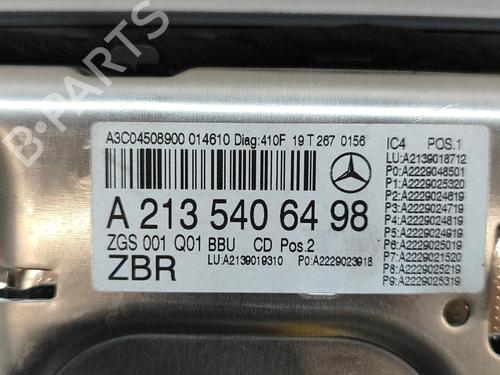 A3C04508900 014610 Diag:410F 19 T 267 0156
A 213 540 64 98
ZGS 001 Q01 BBU CD Pos.2
ZBR
LU:A2139019310 P0:A2229023918
IC4 POS.1
LU:A2139018712
P0:A2229048501
P1:A2229025320
P2:A2229024619
P3:A2229024719
P4:A2229024819
P5:A2229024919
P6:A2229025019
P7:A2229021520
P8:A2229025219
P9:A2229025319
B-PARTS